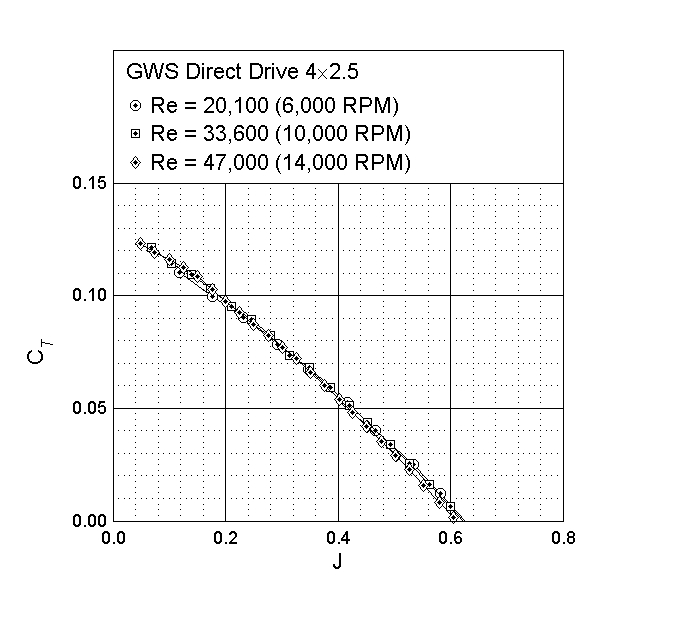 GWS Direct Drive 4×2.5
Re = 20,100 (6,000 RPM)
Re = 33,600 (10,000 RPM)
Re = 47,000 (14,000 RPM)
0.15
0.10
C_T
0.05
0.00
0.0 0.2 0.4 0.6 0.8
J